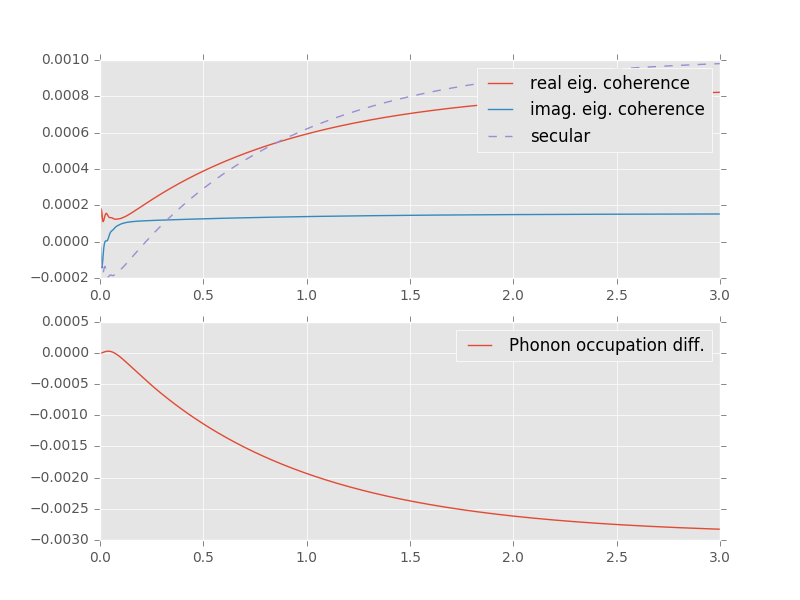 0.0010
0.0008
0.0006
0.0004
0.0002
0.0000
−0.0002
real eig. coherence
imag. eig. coherence
secular
0.0 0.5 1.0 1.5 2.0 2.5 3.0
0.0005
0.0000
−0.0005
−0.0010
−0.0015
−0.0020
−0.0025
−0.0030
Phonon occupation diff.
0.0 0.5 1.0 1.5 2.0 2.5 3.0